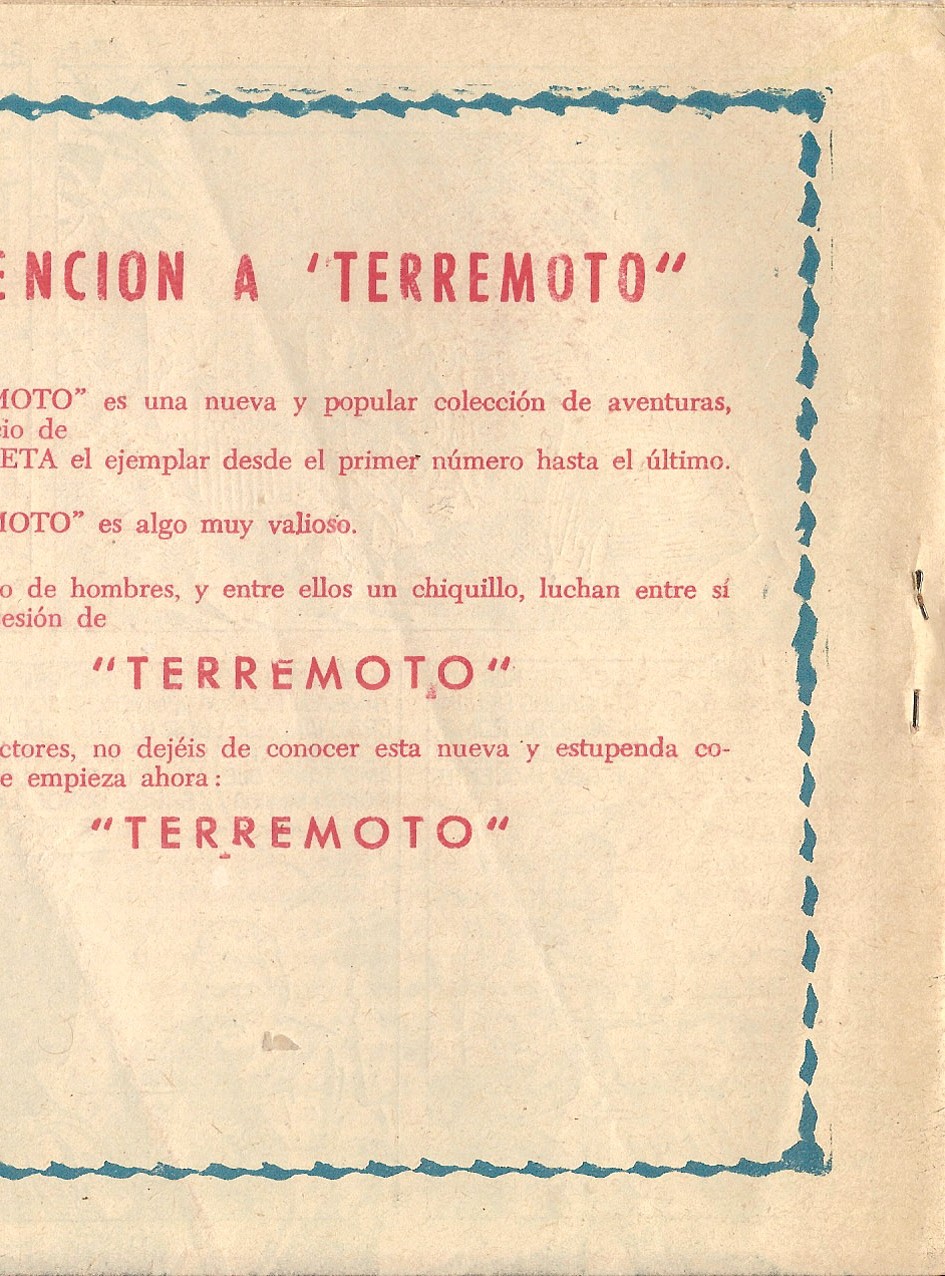 ENCION A "TERREMOTO"
MOTO" es una nueva y popular colección de aventuras,
cio de
ETA el ejemplar desde el primer número hasta el último.
MOTO" es algo muy valioso.
o de hombres, y entre ellos un chiquillo, luchan entre sí
esión de
"TERREMOTO"
ctores, no dejéis de conocer esta nueva y estupenda co-
e empieza ahora:
"TERREMOTO"